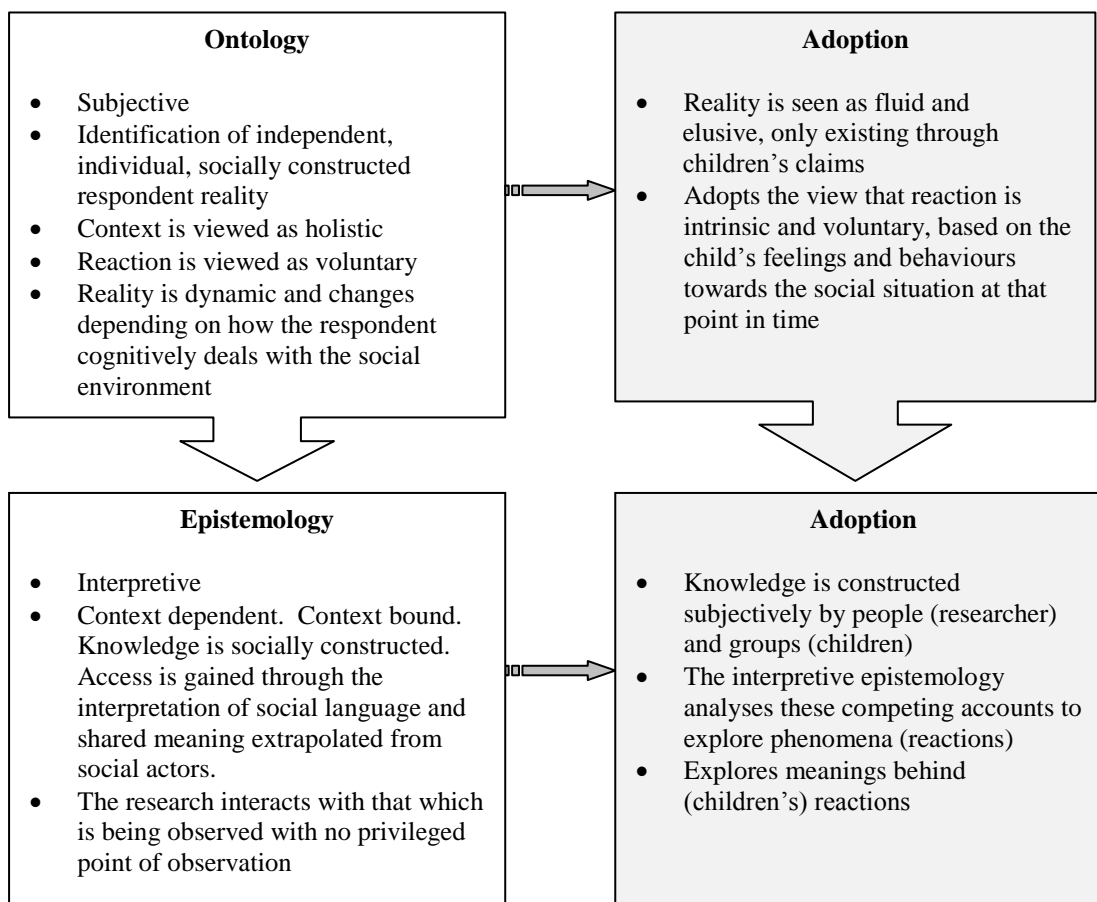 Ontology
• Subjective
• Identification of independent,
individual, socially constructed
respondent reality
• Context is viewed as holistic
• Reaction is viewed as voluntary
• Reality is dynamic and changes
depending on how the respondent
cognitively deals with the social
environment
Adoption
• Reality is seen as fluid and
elusive, only existing through
children’s claims
• Adopts the view that reaction is
intrinsic and voluntary, based on the
child’s feelings and behaviours
towards the social situation at that
point in time
Epistemology
• Interpretive
• Context dependent.  Context bound.
Knowledge is socially constructed.
Access is gained through the
interpretation of social language and
shared meaning extrapolated from
social actors.
• The research interacts with that which
is being observed with no privileged
point of observation
Adoption
• Knowledge is constructed
subjectively by people (researcher)
and groups (children)
• The interpretive epistemology
analyses these competing accounts to
explore phenomena (reactions)
• Explores meanings behind
(children’s) reactions